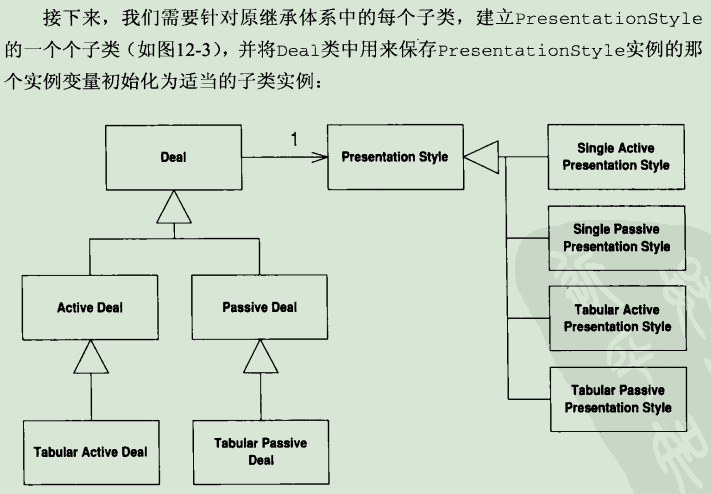 接下来，我们需要针对原继承体系中的每个子类，建立PresentationStyle
的一个个子类（如图12-3），并将Deal类中用来保存PresentationStyle实例的那
个实例变量初始化为适当的子类实例：
Deal
1
Presentation Style
Single Active
Presentation Style
Single Passive
Presentation Style
Active Deal
Passive Deal
Tabular Active
Presentation Style
Tabular Passive
Presentation Style
Tabular Active Deal
Tabular Passive
Deal